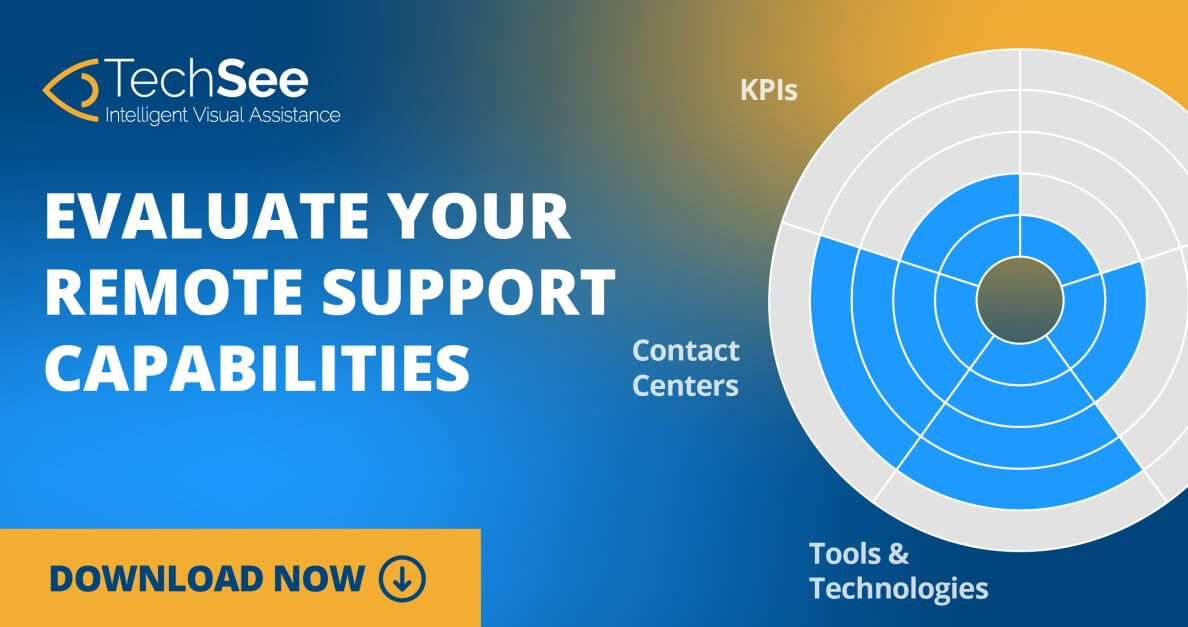 TechSee
Intelligent Visual Assistance
EVALUATE YOUR
REMOTE SUPPORT
CAPABILITIES
DOWNLOAD NOW
KPIs
Contact
Centers
Tools &
Technologies